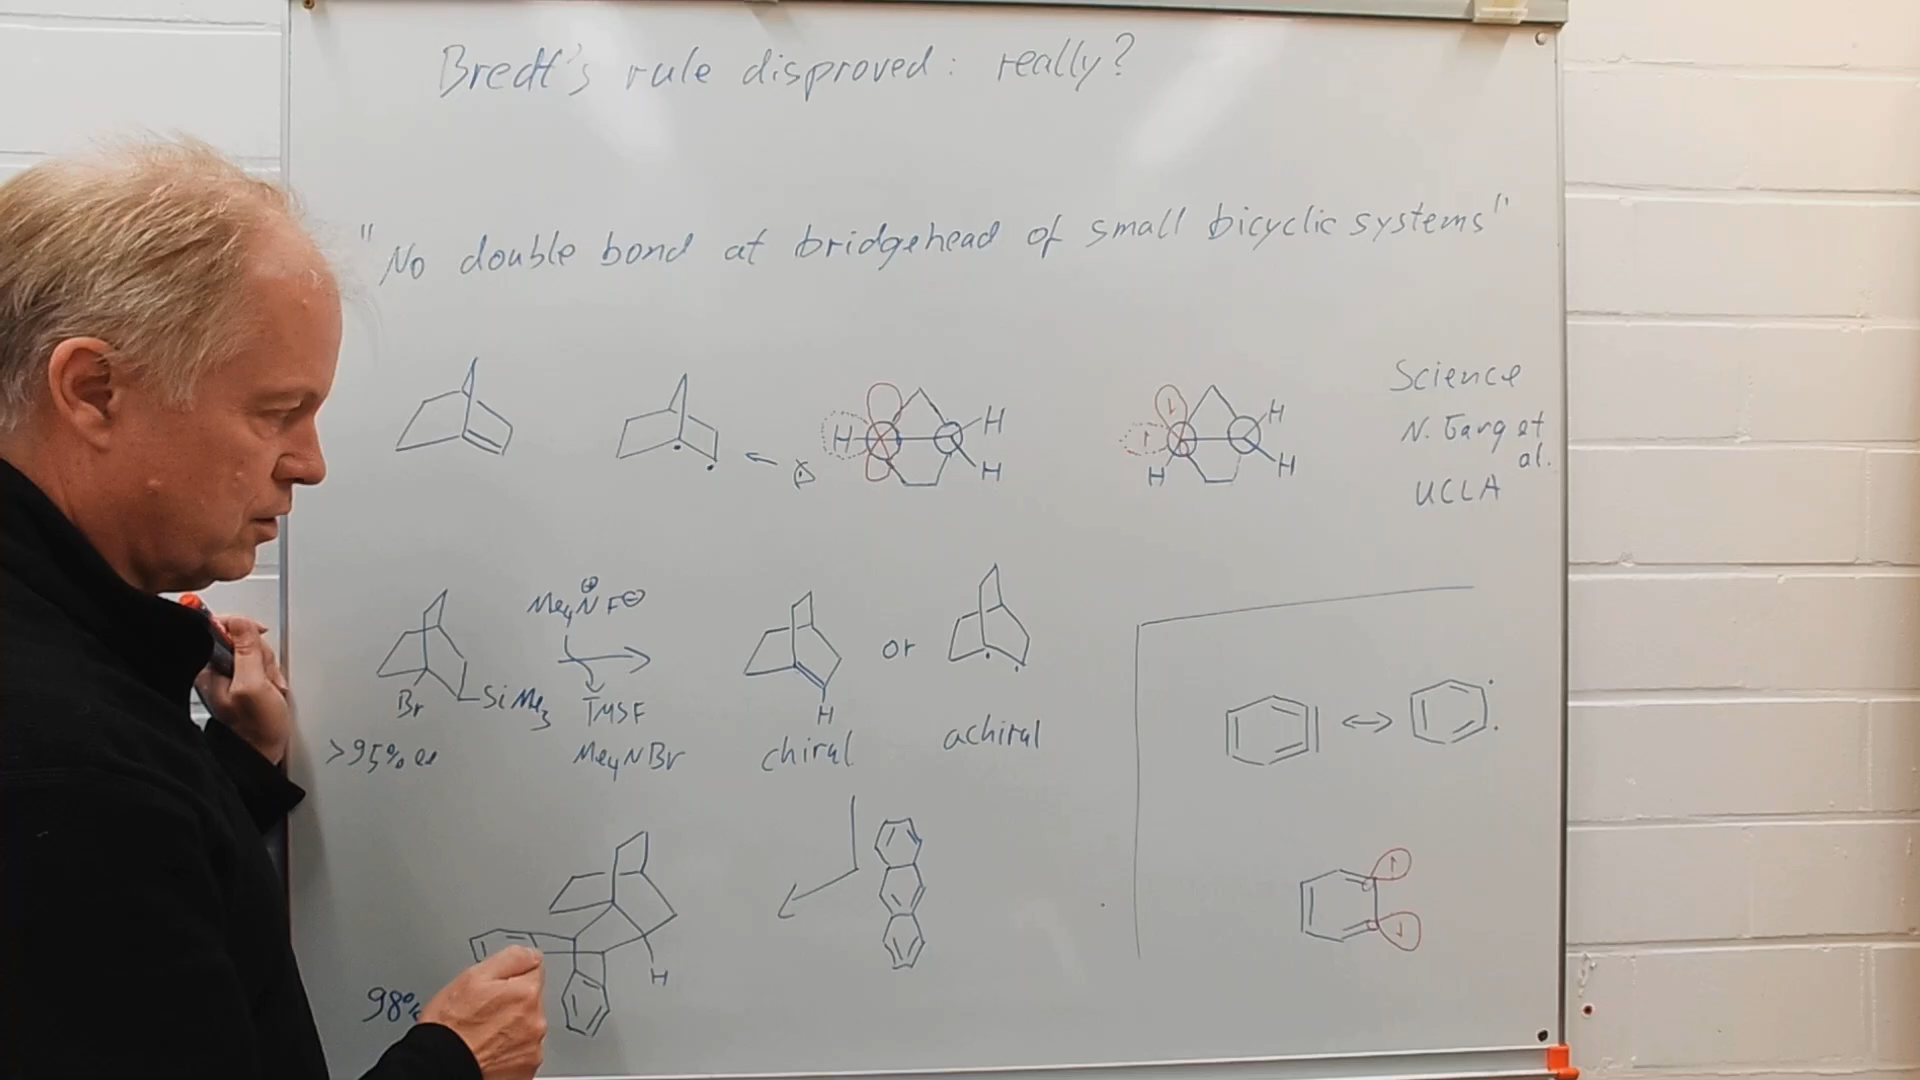 Bredt's rule disproved: really?
"No double bond at bridgehead of small bicyclic systems"
H H H
H H H
Science
N. Garg et al.
UCLA
Me4N⊕ F⊖
Br SiMe3
TMSF
Me4NBr
>95% ee
H
or
chiral
achiral
H
98%